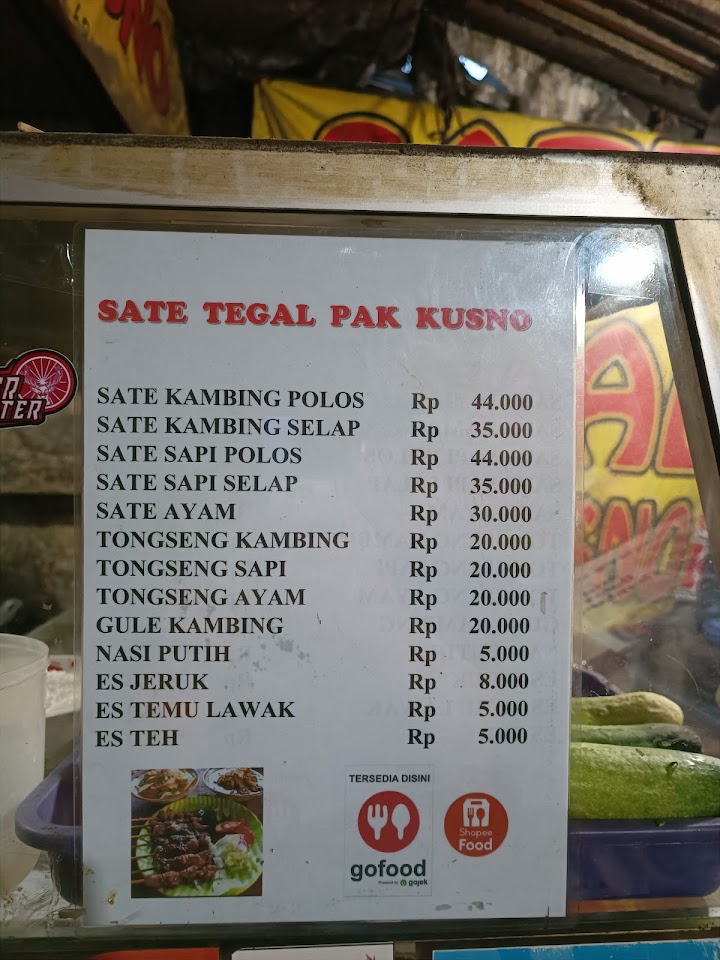 SATE TEGAL PAK KUSNO
SATE KAMBING POLOS Rp 44.000
SATE KAMBING SELAP Rp 35.000
SATE SAPI POLOS Rp 44.000
SATE SAPI SELAP Rp 35.000
SATE AYAM Rp 30.000
TONGSENG KAMBING Rp 20.000
TONGSENG SAPI Rp 20.000
TONGSENG AYAM Rp 20.000
GULE KAMBING Rp 20.000
NASI PUTIH Rp 5.000
ES JERUK Rp 8.000
ES TEMU LAWAK Rp 5.000
ES TEH Rp 5.000
TERSEDIA DISINI
gofood
Powered by gojek
Shopee
Food